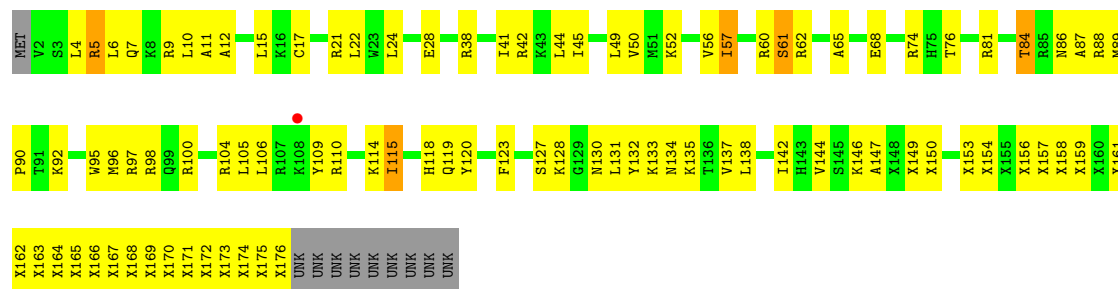 MET V2 S3 L4 R5 L6 Q7 K8 R9 L10 A11 A12 L15 K16 C17 R21 L22 W23 L24 E28 R38 I41 R42 K43 L44 I45 L49 V50 M51 K52 V56 I57 R60 S61 R62 A65 E68 R74 H75 T76 R81 T84 R85 N86 A87 R88 M89
P90 T91 K92 W95 M96 R97 R98 Q99 R100 R104 L105 L106 R107 K108 Y109 R110 K114 I115 H118 Q119 Y120 F123 S127 K128 G129 N130 L131 Y132 K133 N134 K135 T136 V137 L138 I142 H143 V144 S145 K146 A147 X148 X149 X150 X153 X154 X155 X156 X157 X158 X159 X160 X161
X162 X163 X164 X165 X166 X167 X168 X169 X170 X171 X172 X173 X174 X175 X176 UNK UNK UNK UNK UNK UNK UNK UNK UNK